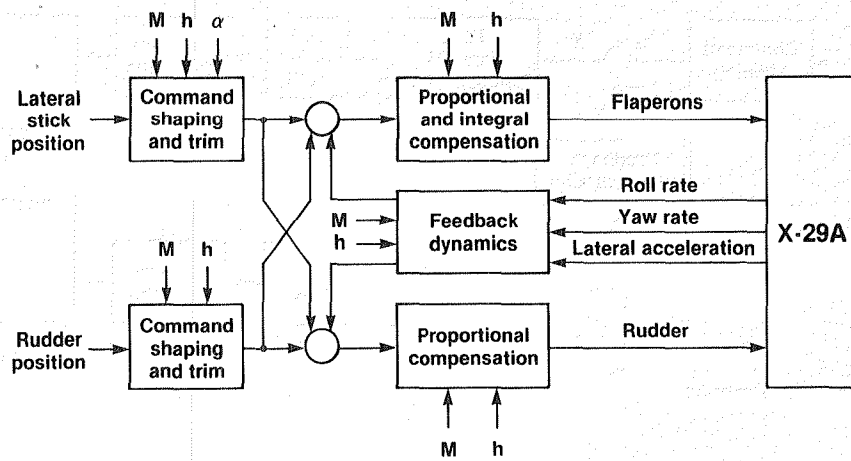 M h α
M h
Lateral
stick
position
Command
shaping
and trim
Proportional
and integral
compensation
Flaperons
Roll rate
Yaw rate
Lateral acceleration
M
h
Feedback
dynamics
X-29A
M h
Rudder
position
Command
shaping
and trim
Proportional
compensation
Rudder
M h